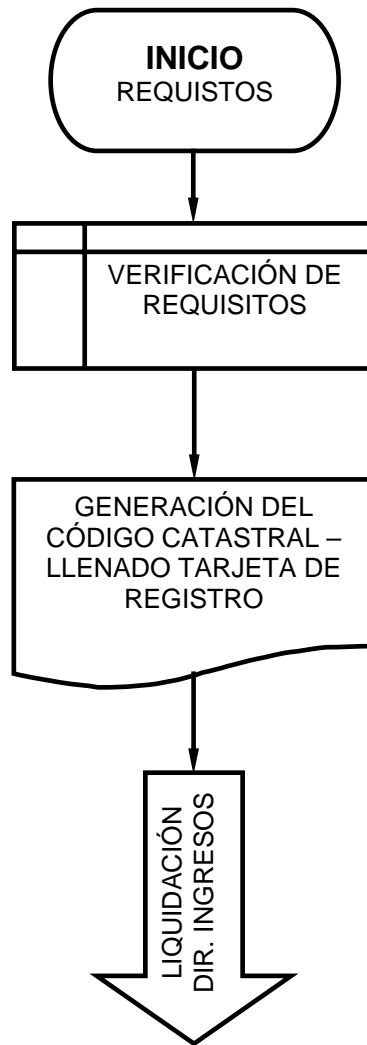 INICIO
REQUISTOS
VERIFICACIÓN DE
REQUISITOS
GENERACIÓN DEL
CÓDIGO CATASTRAL –
LLENADO TARJETA DE
REGISTRO
LIQUIDACIÓN
DIR. INGRESOS